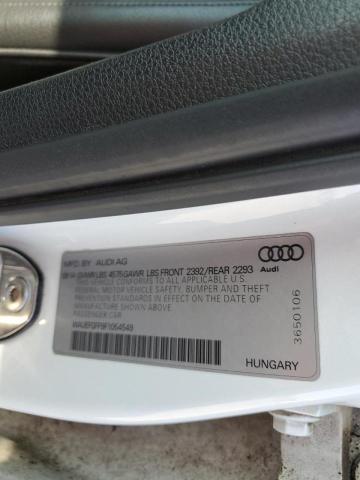 MFD. BY AUDI AG
08/14 GVWR LBS 4575 GAWR LBS FRONT 2392/REAR 2293
THIS VEHICLE CONFORMS TO ALL APPLICABLE U.S.
FEDERAL MOTOR VEHICLE SAFETY, BUMPER AND THEFT
PREVENTION STANDARDS IN EFFECT ON THE DATE OF
MANUFACTURE SHOWN ABOVE.
PASSENGER CAR
WAUEFGFF9F1054549
Audi
3650106
HUNGARY